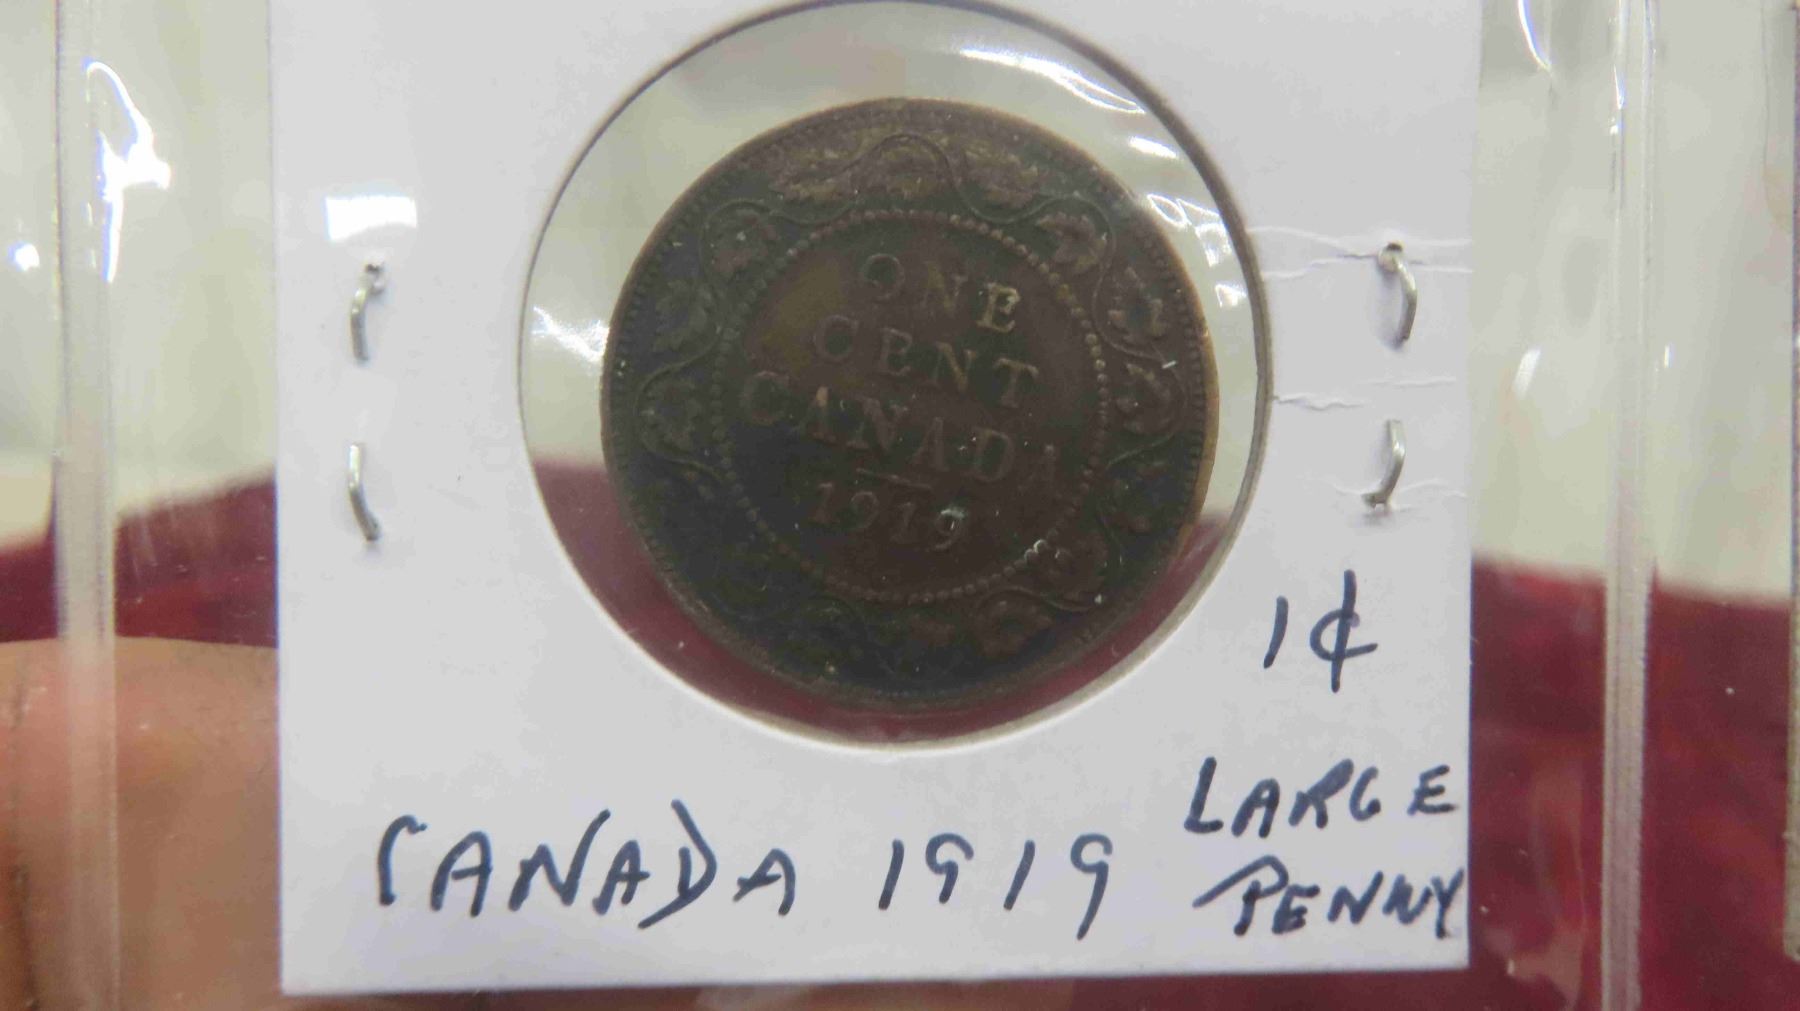 ONE
CENT
CANADA
1919
1¢
LARGE
PENNY
CANADA 1919